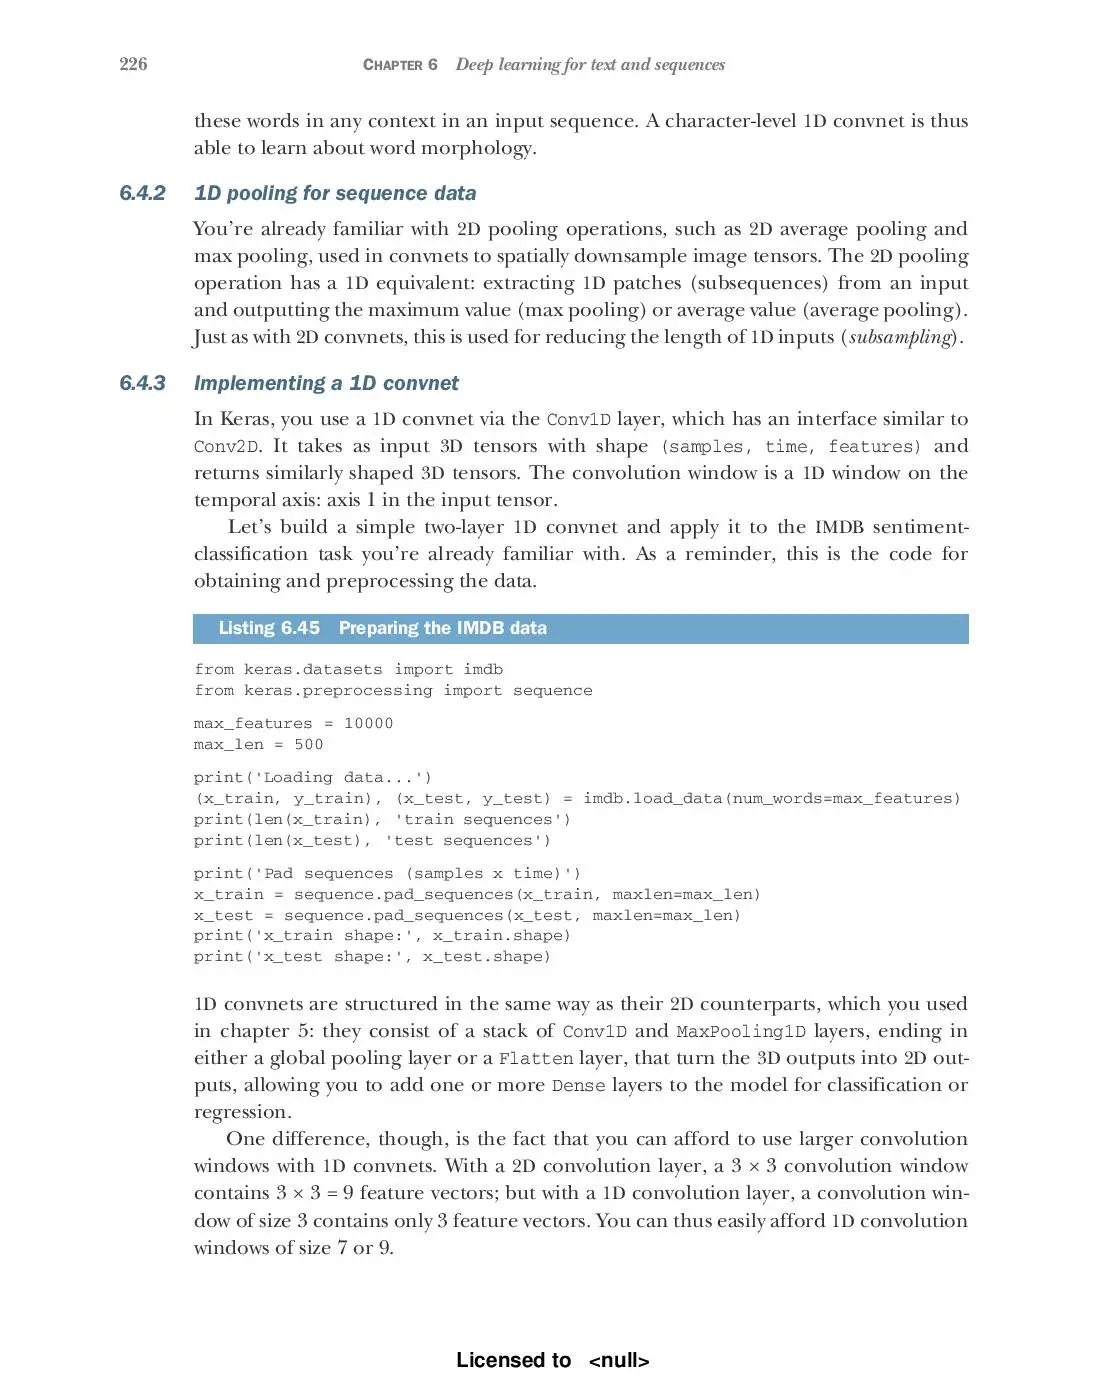 226 CHAPTER 6 Deep learning for text and sequences
these words in any context in an input sequence. A character-level 1D convnet is thus
able to learn about word morphology.
6.4.2 1D pooling for sequence data
You’re already familiar with 2D pooling operations, such as 2D average pooling and
max pooling, used in convnets to spatially downsample image tensors. The 2D pooling
operation has a 1D equivalent: extracting 1D patches (subsequences) from an input
and outputting the maximum value (max pooling) or average value (average pooling).
Just as with 2D convnets, this is used for reducing the length of 1D inputs (subsampling).
6.4.3 Implementing a 1D convnet
In Keras, you use a 1D convnet via the Conv1D layer, which has an interface similar to
Conv2D. It takes as input 3D tensors with shape (samples, time, features) and
returns similarly shaped 3D tensors. The convolution window is a 1D window on the
temporal axis: axis 1 in the input tensor.
Let’s build a simple two-layer 1D convnet and apply it to the IMDB sentiment-
classification task you’re already familiar with. As a reminder, this is the code for
obtaining and preprocessing the data.
Listing 6.45 Preparing the IMDB data
from keras.datasets import imdb
from keras.preprocessing import sequence
max_features = 10000
max_len = 500
print('Loading data...')
(x_train, y_train), (x_test, y_test) = imdb.load_data(num_words=max_features)
print(len(x_train), 'train sequences')
print(len(x_test), 'test sequences')
print('Pad sequences (samples x time)')
x_train = sequence.pad_sequences(x_train, maxlen=max_len)
x_test = sequence.pad_sequences(x_test, maxlen=max_len)
print('x_train shape:', x_train.shape)
print('x_test shape:', x_test.shape)
1D convnets are structured in the same way as their 2D counterparts, which you used
in chapter 5: they consist of a stack of Conv1D and MaxPooling1D layers, ending in
either a global pooling layer or a Flatten layer, that turn the 3D outputs into 2D out-
puts, allowing you to add one or more Dense layers to the model for classification or
regression.
One difference, though, is the fact that you can afford to use larger convolution
windows with 1D convnets. With a 2D convolution layer, a 3 × 3 convolution window
contains 3 × 3 = 9 feature vectors; but with a 1D convolution layer, a convolution win-
dow of size 3 contains only 3 feature vectors. You can thus easily afford 1D convolution
windows of size 7 or 9.
Licensed to <null>